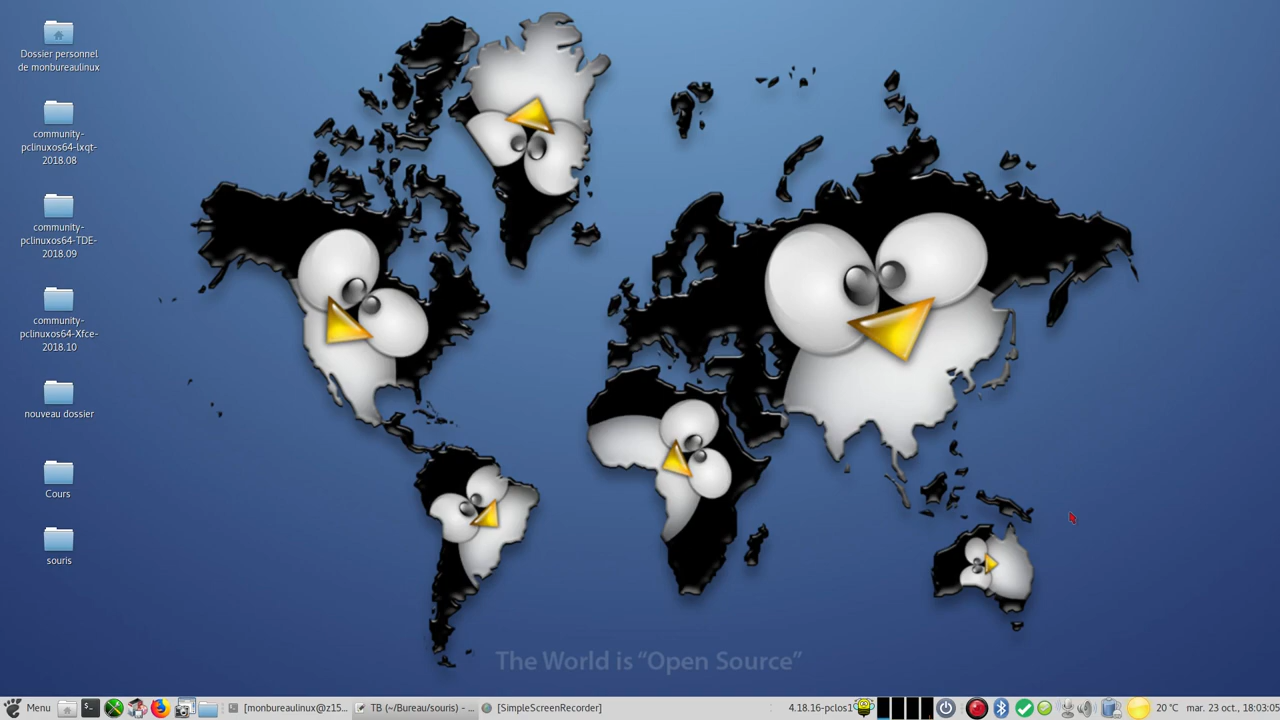 Dossier personnel
de monbureaulinux
community-
pclinuxos64-lxqt-
2018.08
community-
pclinuxos64-TDE-
2018.09
community-
pclinuxos64-Xfce-
2018.10
nouveau dossier
Cours
souris
The World is “Open Source”
Menu
[monbureaulinux@z15...
TB (~/Bureau/souris) - ...
[SimpleScreenRecorder]
4.18.16-pclos1
20 °C
mar. 23 oct., 18:03:05